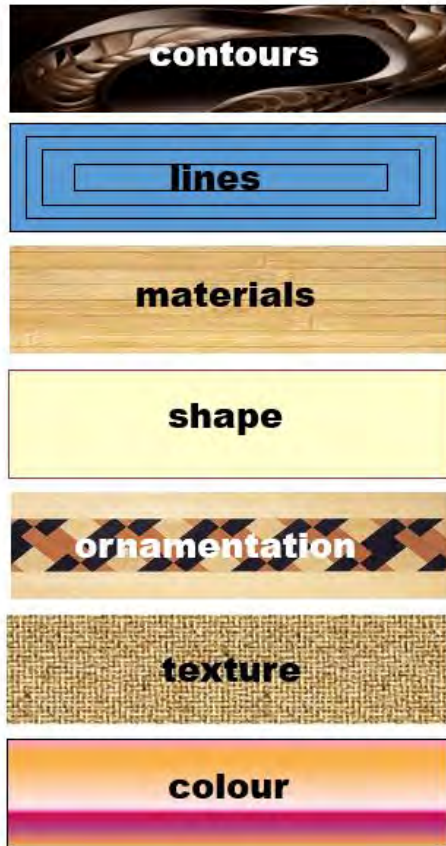 contours
lines
materials
shape
ornamentation
texture
colour